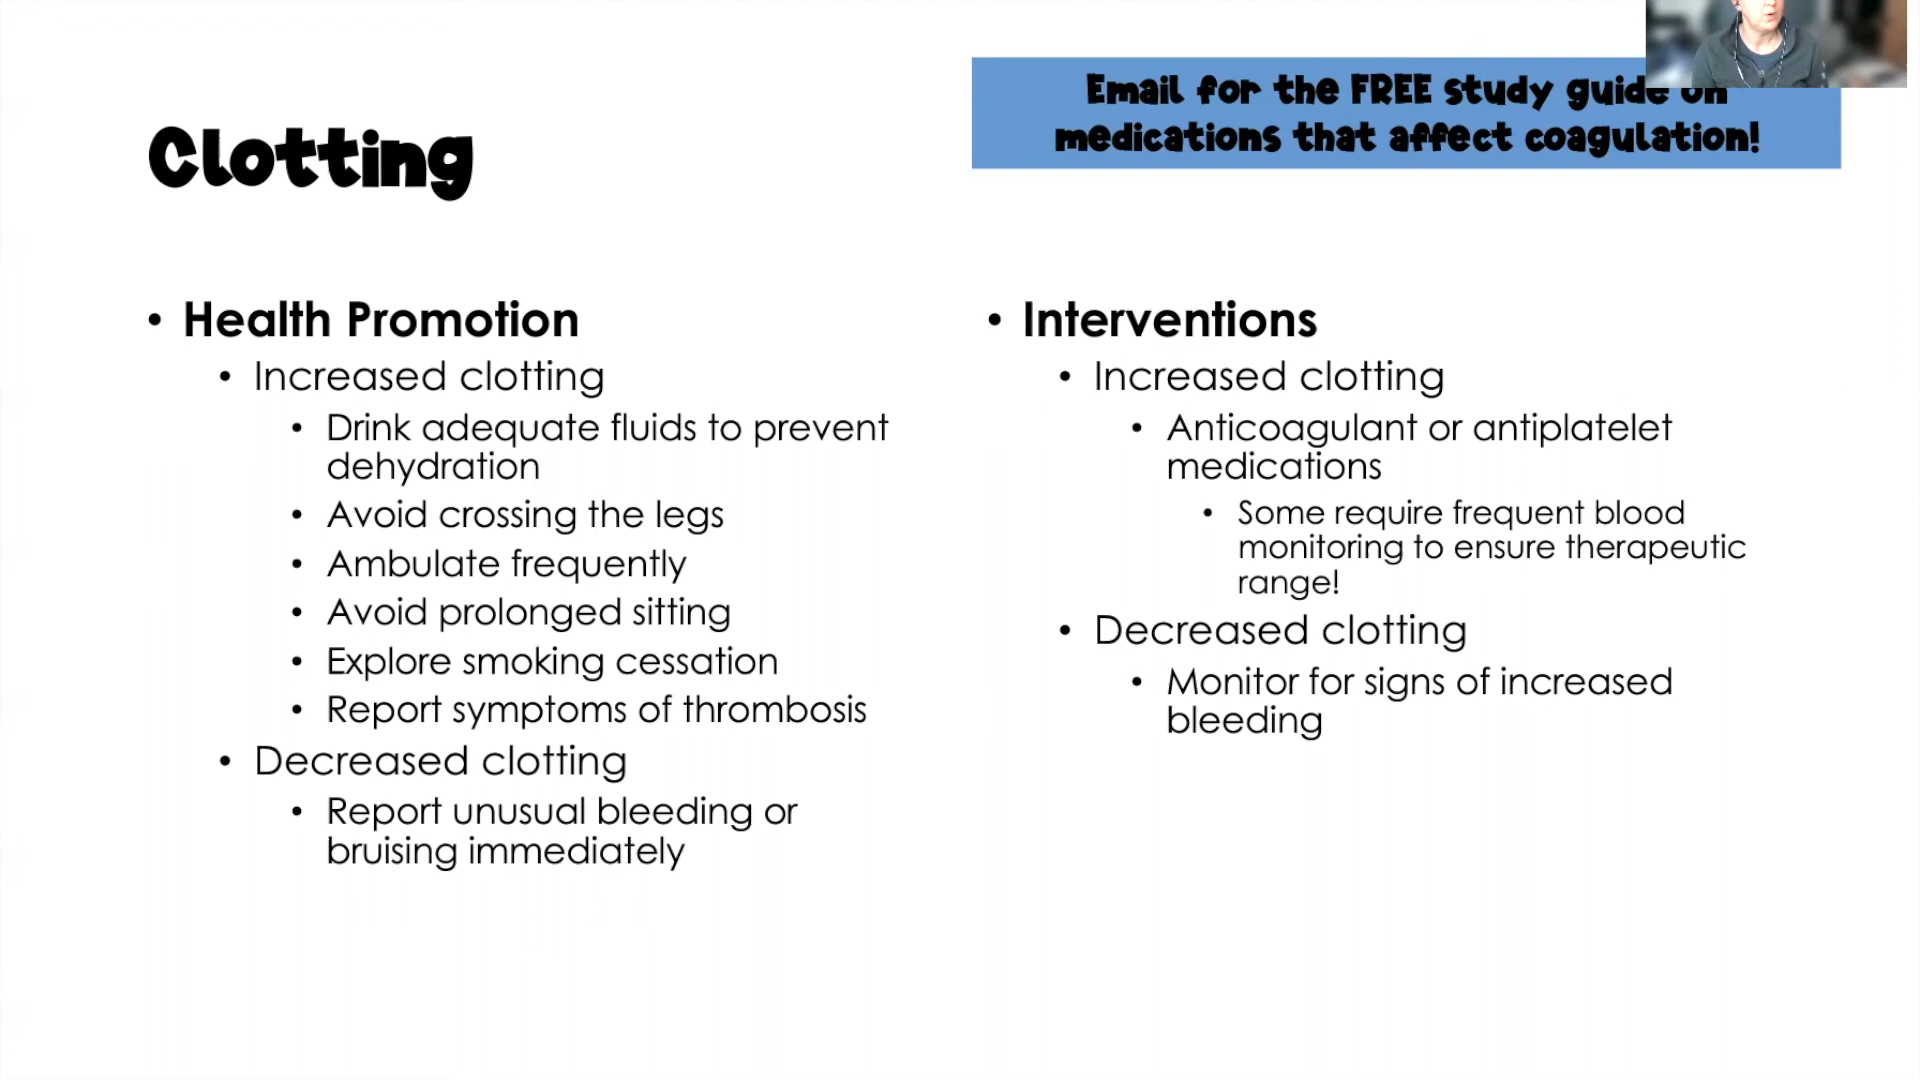 Email for the FREE study guide on
medications that affect coagulation!
Clotting
• Health Promotion
• Increased clotting
• Drink adequate fluids to prevent
dehydration
• Avoid crossing the legs
• Ambulate frequently
• Avoid prolonged sitting
• Explore smoking cessation
• Report symptoms of thrombosis
• Decreased clotting
• Report unusual bleeding or
bruising immediately
• Interventions
• Increased clotting
• Anticoagulant or antiplatelet
medications
• Some require frequent blood
monitoring to ensure therapeutic
range!
• Decreased clotting
• Monitor for signs of increased
bleeding